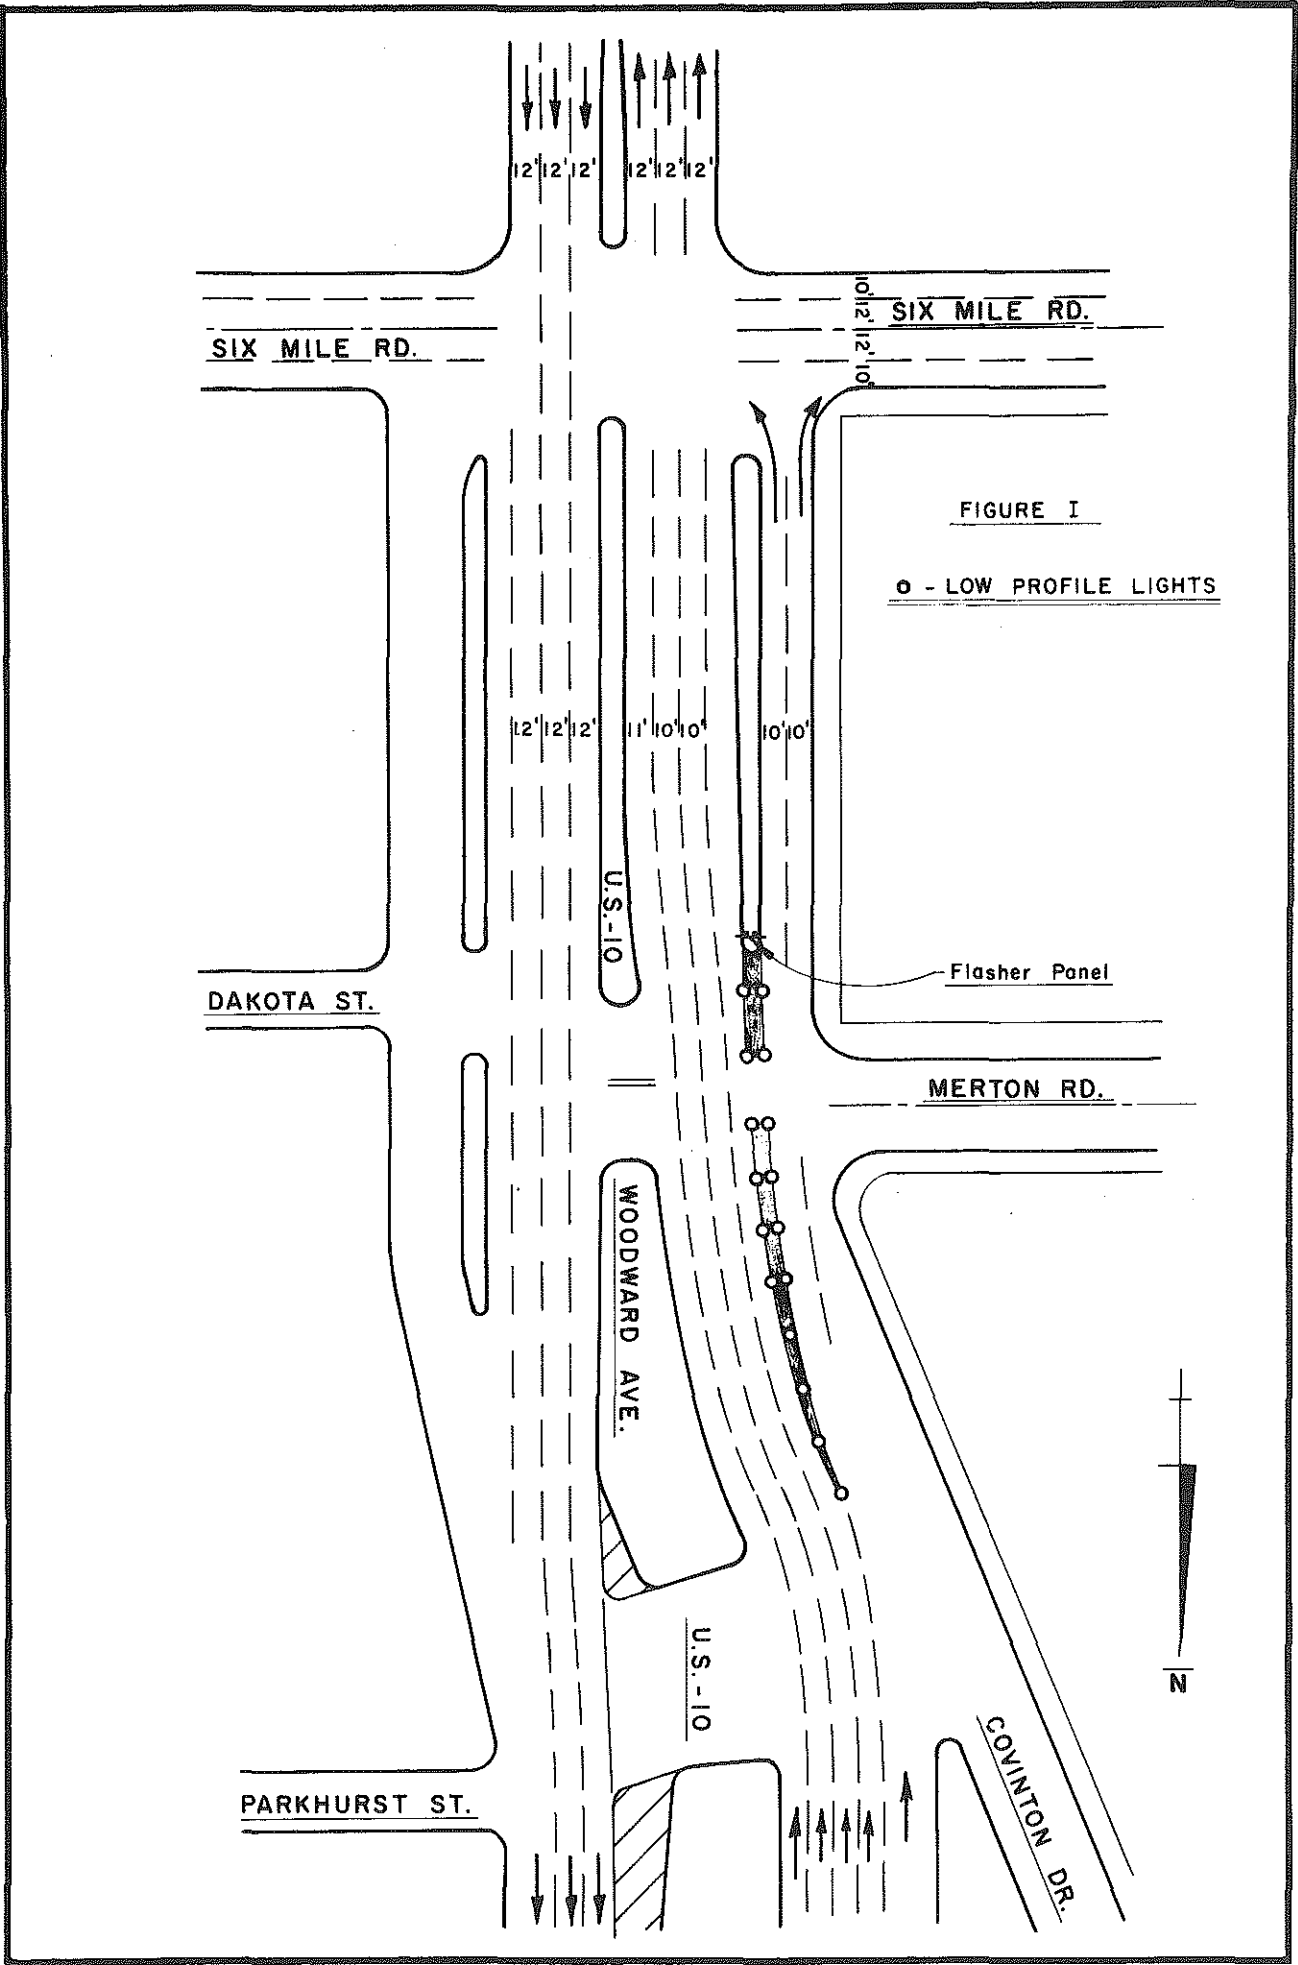 12' 12' 12' 12' 12' 12'
10'
12'
SIX MILE RD.
SIX MILE RD.
12'
10'
FIGURE I
O - LOW PROFILE LIGHTS
12' 12' 12' 11' 10' 10' 10' 10'
U.S.-10
Flasher Panel
DAKOTA ST.
MERTON RD.
WOODWARD AVE.
U.S.-10
N
COVINTON DR.
PARKHURST ST.